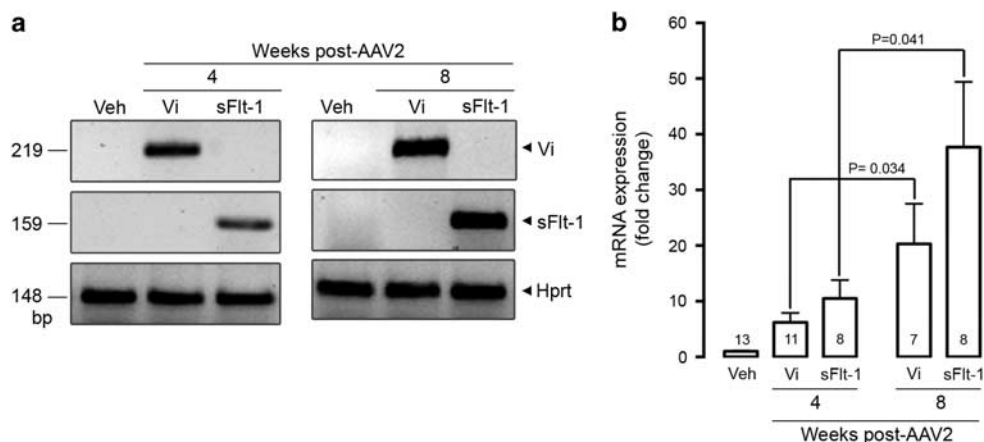 a
Weeks post-AAV2
4
8
Veh Vi sFlt-1
Veh Vi sFlt-1
219
Vi
159
sFlt-1
148
bp
Hprt
b
mRNA expression
(fold change)
60
50
40
30
20
10
0
P=0.041
P= 0.034
13 11 8 7 8
Veh Vi sFlt-1 Vi sFlt-1
4 8
Weeks post-AAV2